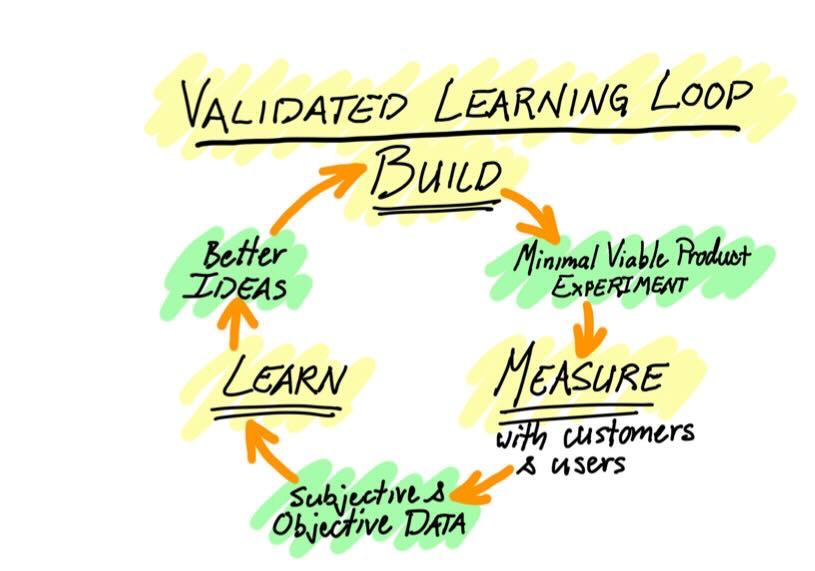 VALIDATED LEARNING LOOP
BUILD
Minimal Viable Product
EXPERIMENT
MEASURE
with customers
& users
Subjective &
Objective DATA
LEARN
Better
IDEAS